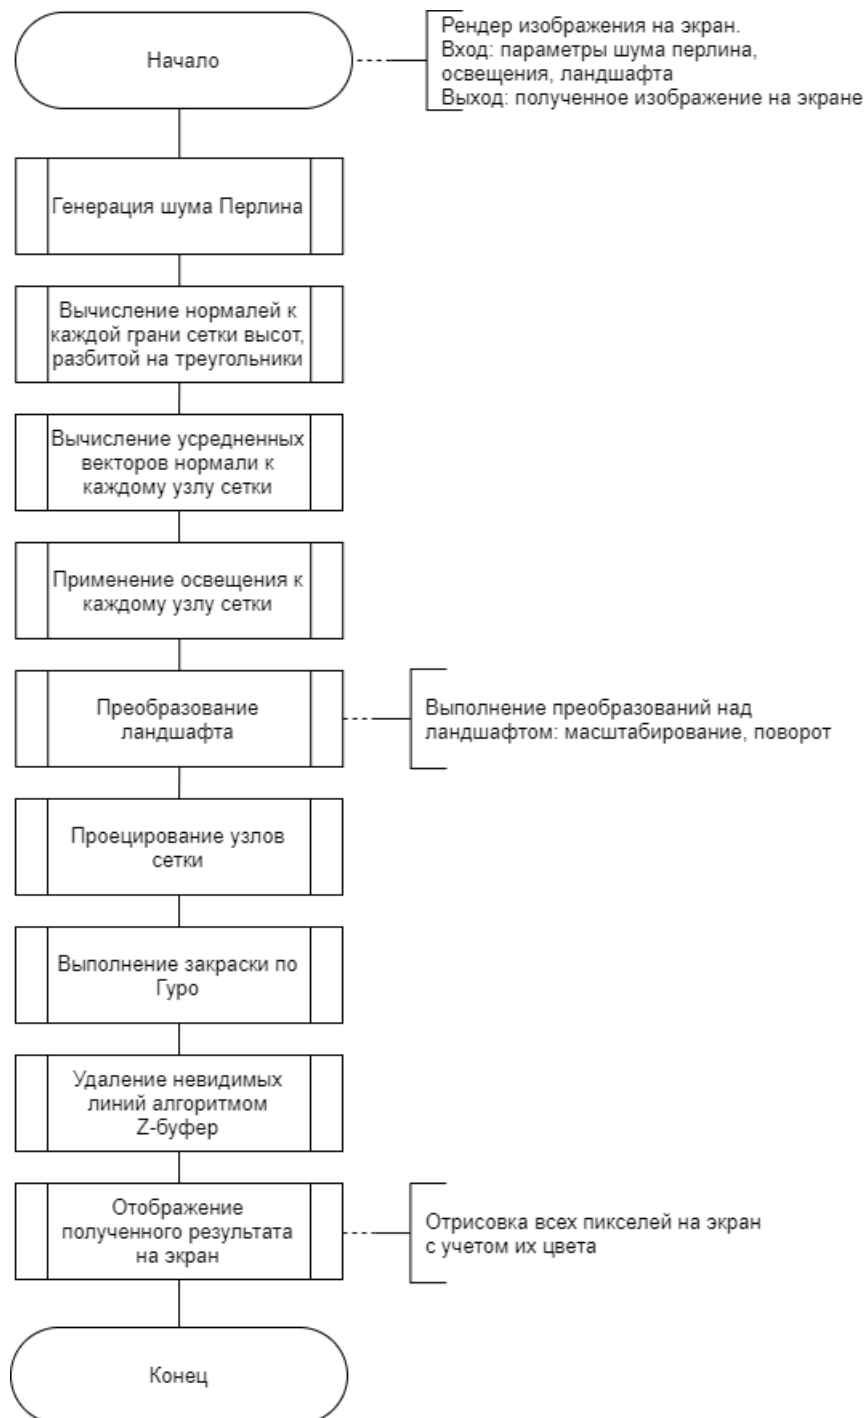 Начало
Рендер изображения на экран.
Вход: параметры шума перлина,
освещения, ландшафта
Выход: полученное изображение на экране
Генерация шума Перлина
Вычисление нормалей к
каждой грани сетки высот,
разбитой на треугольники
Вычисление усредненных
векторов нормали к
каждому узлу сетки
Применение освещения к
каждому узлу сетки
Преобразование
ландшафта
Выполнение преобразований над
ландшафтом: масштабирование, поворот
Проецирование узлов
сетки
Выполнение закраски по
Гуро
Удаление невидимых
линий алгоритмом
Z-буфер
Отображение
полученного результата
на экран
Отрисовка всех пикселей на экран
с учетом их цвета
Конец